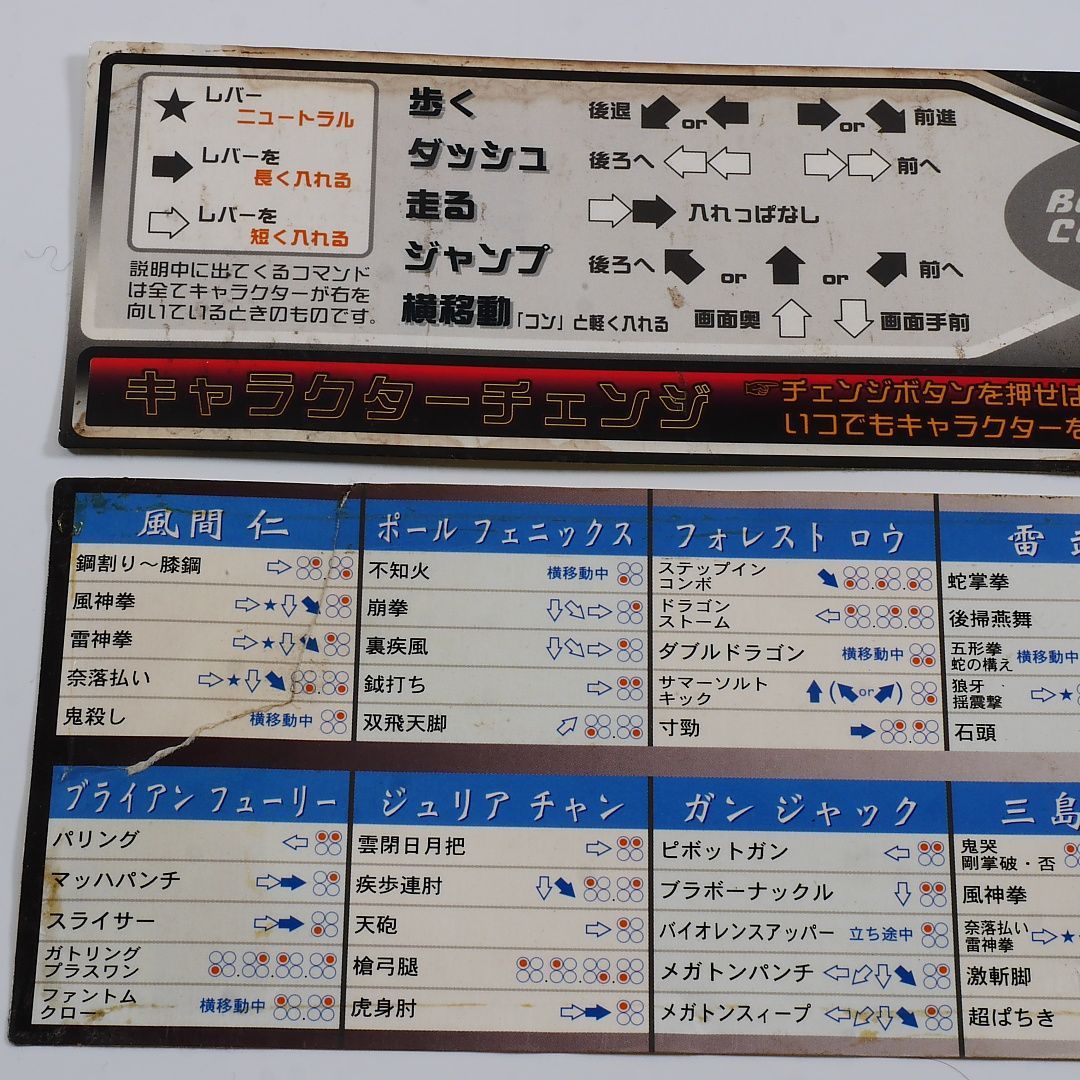 レバー
ニュートラル
レバーを
長く入れる
レバーを
短く入れる
説明中に出てくるコマンド
は全てキャラクターが右を
向いているときのものです。
歩く 後退 or or 前進
ダッシュ 後ろへ 前へ
走る 入れっぱなし
ジャンプ 後ろへ or or 前へ
横移動「コン」と軽く入れる 画面奥 画面手前
キャラクターチェンジ
☞チェンジボタンを押せば
いつでもキャラクターを
風間 仁
鋼割り～膝鋼
風神拳
雷神拳
奈落払い
鬼殺し 横移動中
ポール フェニックス
不知火 横移動中
崩拳
裏疾風
鉞打ち
双飛天脚
フォレスト ロウ
ステップイン
コンボ
ドラゴン
ストーム
ダブルドラゴン 横移動中
サマーソルト
キック (or)
寸勁
雷
蛇掌拳
後掃燕舞
五形拳
蛇の構え 横移動中
狼牙
揺震撃
石頭
ブライアン フューリー
パリング
マッハパンチ
スライサー
ガトリング
プラスワン
ファントム
クロー 横移動中
ジュリア チャン
雲閉日月把
疾歩連肘
天砲
槍弓腿
虎身肘
ガン ジャック
ピボットガン
ブラボーナックル
バイオレンスアッパー 立ち途中
メガトンパンチ
メガトンスィープ
三島
鬼哭
剛掌破・否
風神拳
奈落払い
雷神拳
激斬脚
超ぱちき